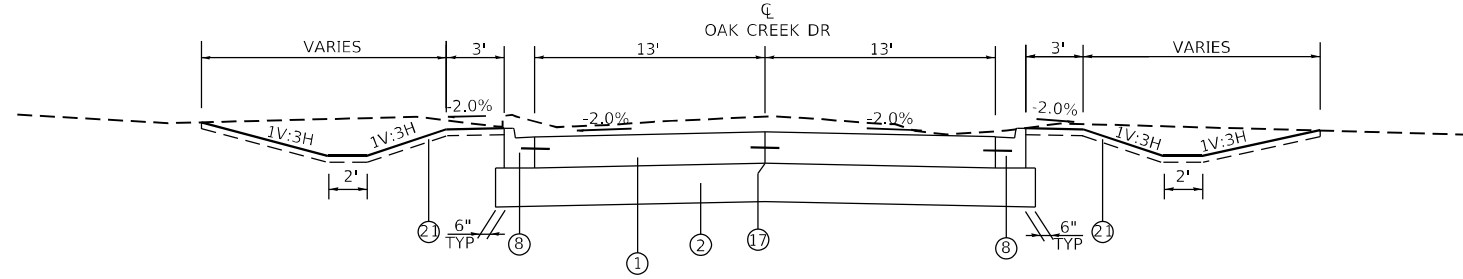 ℄
OAK CREEK DR
VARIES
3'
13'
13'
3'
VARIES
-2.0%
-2.0%
-2.0%
-2.0%
1V:3H
1V:3H
1V:3H
1V:3H
2'
2'
21
6"
TYP
8
1
2
17
8
6"
TYP
21